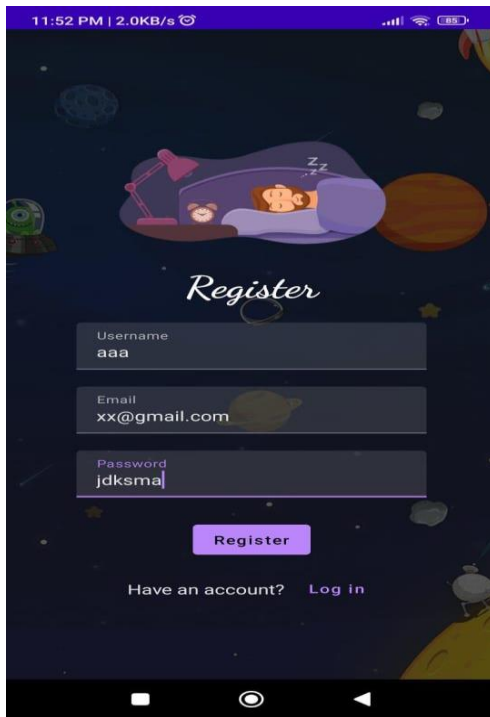 11:52 PM | 2.0KB/s
85
z z z z
Register
Username
aaa
Email
xx@gmail.com
Password
jdksma
Register
Have an account? Log in